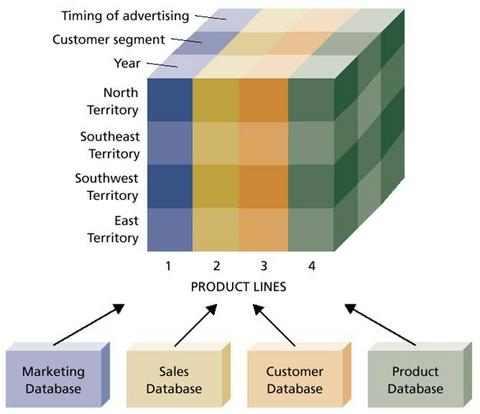 Timing of advertising
Customer segment
Year
North
Territory
Southeast
Territory
Southwest
Territory
East
Territory
1 2 3 4
PRODUCT LINES
Marketing
Database
Sales
Database
Customer
Database
Product
Database